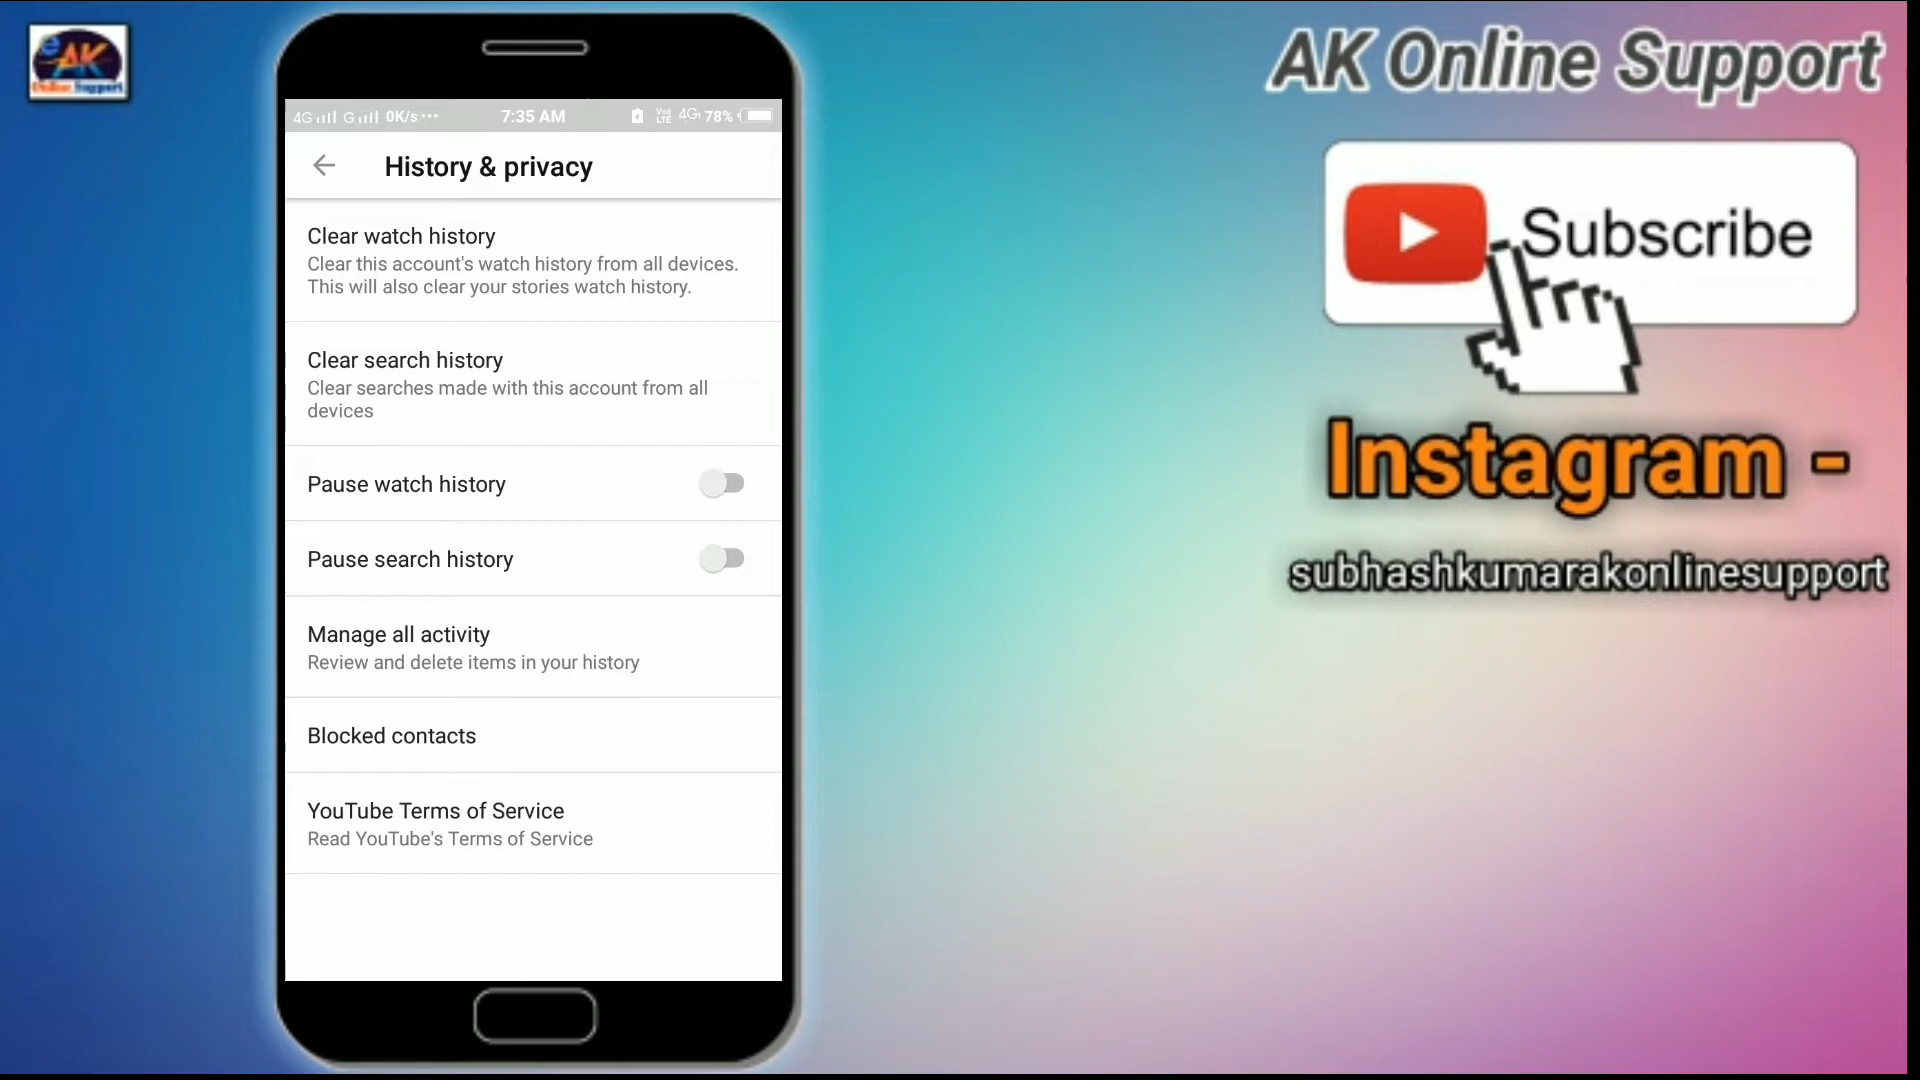 e AK
Online Support
4G G 0K/s...
7:35 AM
VoLTE 4G 78%
History & privacy
Clear watch history
Clear this account's watch history from all devices.
This will also clear your stories watch history.
Clear search history
Clear searches made with this account from all
devices
Pause watch history
Pause search history
Manage all activity
Review and delete items in your history
Blocked contacts
YouTube Terms of Service
Read YouTube's Terms of Service
AK Online Support
Subscribe
Instagram -
subhashkumarakonlinesupport